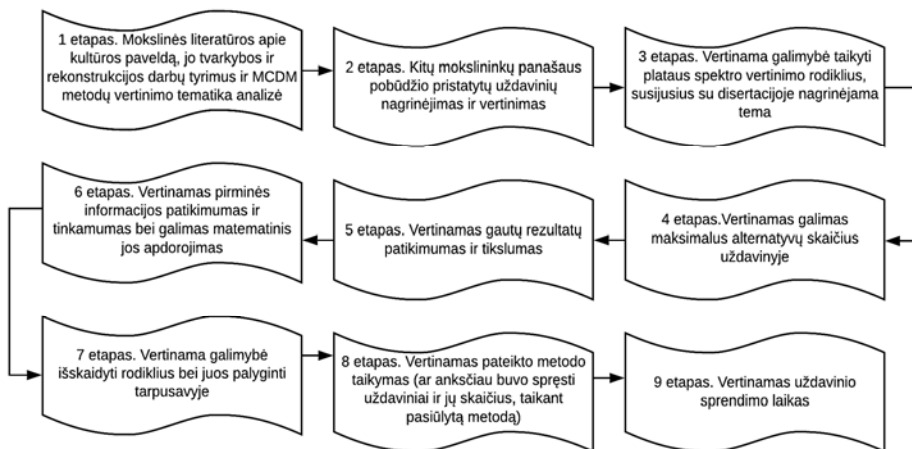 1 etapas. Mokslinės literatūros apie
kultūros paveldą, jo tvarkybos ir
rekonstrukcijos darbų tyrimus ir MCDM
metodų vertinimo tematika analizė
2 etapas. Kitų mokslininkų panašaus
pobūdžio pristatytų uždavinių
nagrinėjimas ir vertinimas
3 etapas. Vertinama galimybė taikyti
plataus spektro vertinimo rodiklius,
susijusius su disertacijoje nagrinėjama
tema
4 etapas.Vertinamas galimas
maksimalus alternatyvų skaičius
uždavinyje
5 etapas. Vertinamas gautų rezultatų
patikimumas ir tikslumas
6 etapas. Vertinamas pirminės
informacijos patikimumas ir
tinkamumas bei galimas matematinis
jos apdorojimas
7 etapas. Vertinama galimybė
išskaidyti rodiklius bei juos palyginti
tarpusavyje
8 etapas. Vertinamas pateikto metodo
taikymas (ar anksčiau buvo spręsti
uždaviniai ir jų skaičius, taikant
pasiūlytą metodą)
9 etapas. Vertinamas uždavinio
sprendimo laikas